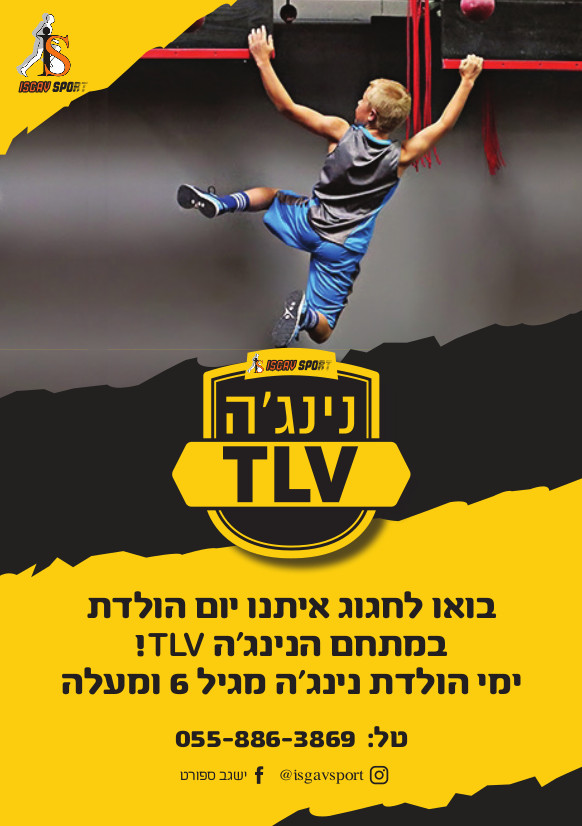 ISGAV SPORT
ISGAV SPORT
נינג'ה
TLV
בואו לחגוג איתנו יום הולדת
במתחם הנינג'ה TLV!
ימי הולדת נינג'ה מגיל 6 ומעלה
טל: 055-886-3869
@isgavsport ישגב ספורט